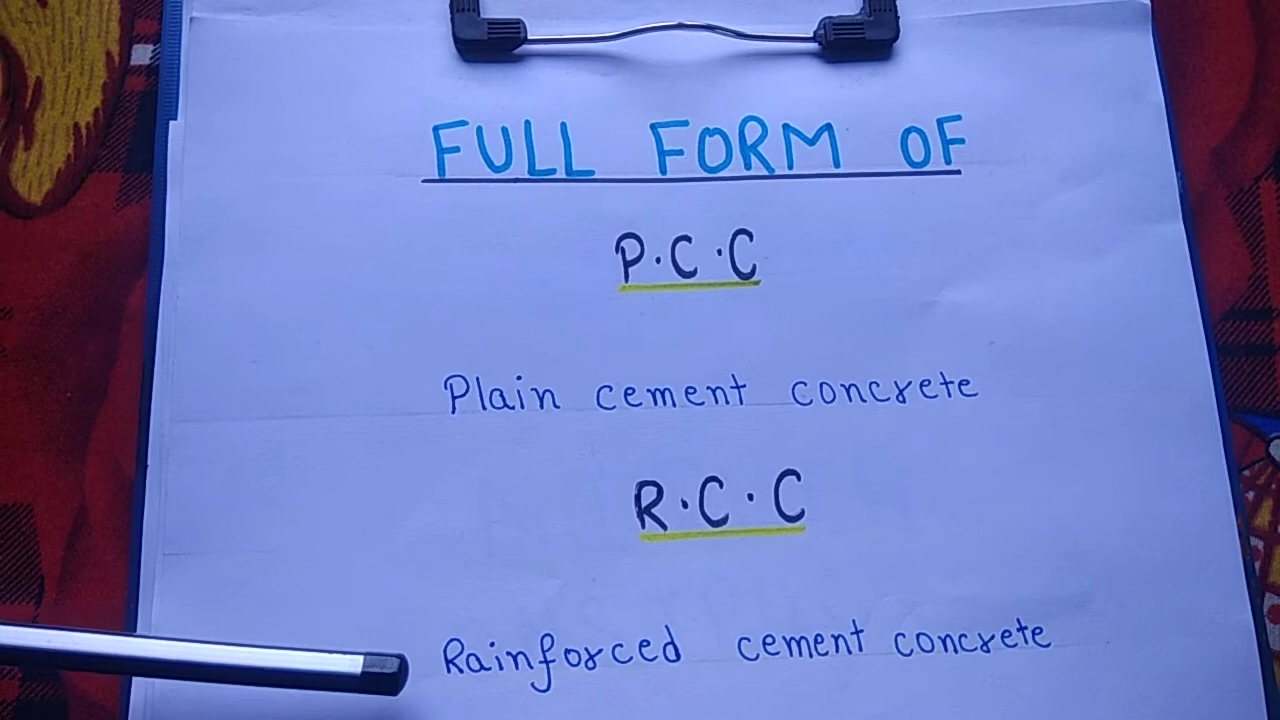 FULL FORM OF
P.C.C
Plain cement concrete
R.C.C
Rainforced cement concrete